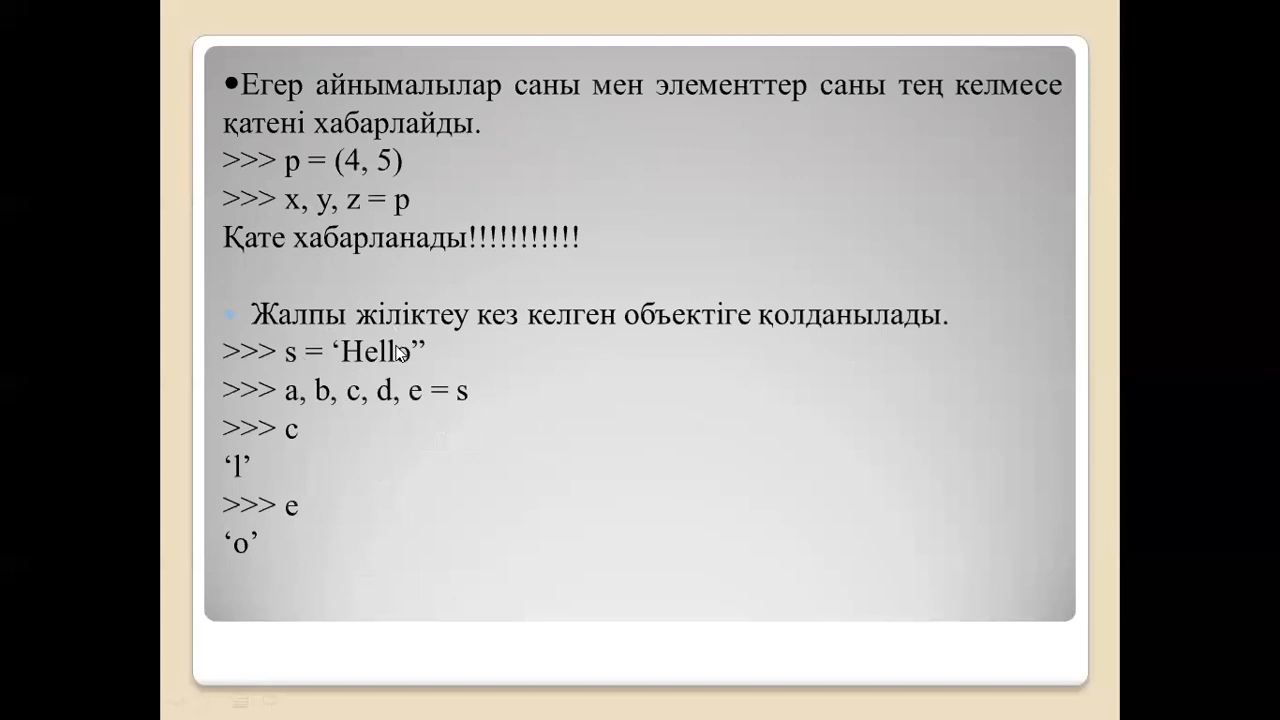 •Егер айнымалылар саны мен элементтер саны тең келмесе
қатені хабарлайды.
>>> p = (4, 5)
>>> x, y, z = p
Қате хабарланады!!!!!!!!!!!
• Жалпы жіліктеу кез келген объектіге қолданылады.
>>> s = ‘Hello”
>>> a, b, c, d, e = s
>>> c
‘l’
>>> e
‘o’